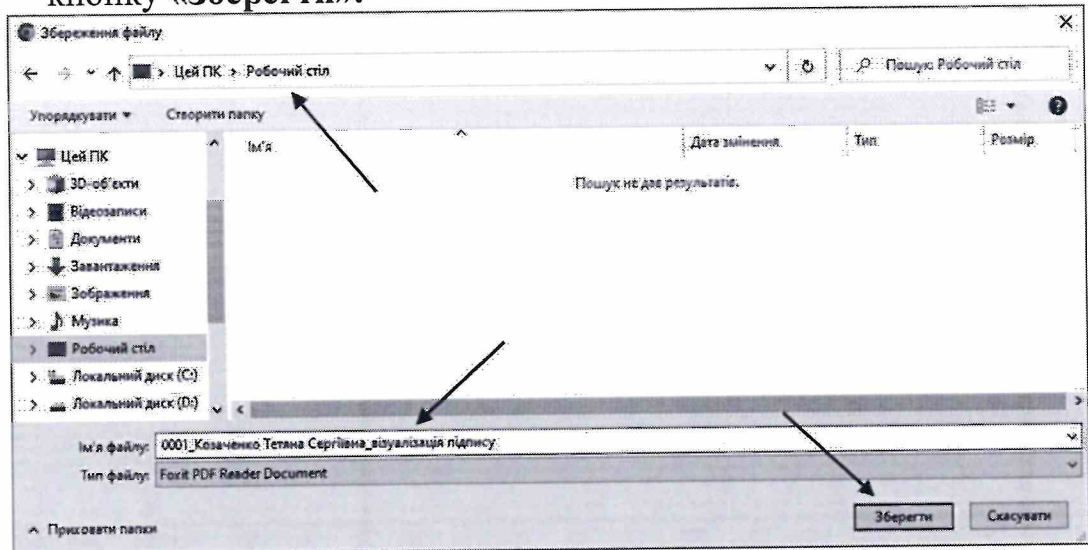 кнопку «Зберегти».
Збереження файлу
Цей ПК > Робочий стіл
Пошук: Робочий стіл
Упорядкувати
Створити папку
Ім'я
Дата змінення
Тип
Розмір
Пошук не дав результатів.
Цей ПК
3D-об'єкти
Відеозаписи
Документи
Завантаження
Зображення
Музика
Робочий стіл
Локальний диск (C:)
Локальний диск (D:)
Ім'я файлу: 0001_Козаченко Тетяна Сергіївна_візуалізація підпису
Тип файлу: Foxit PDF Reader Document
Приховати папки
Зберегти
Скасувати